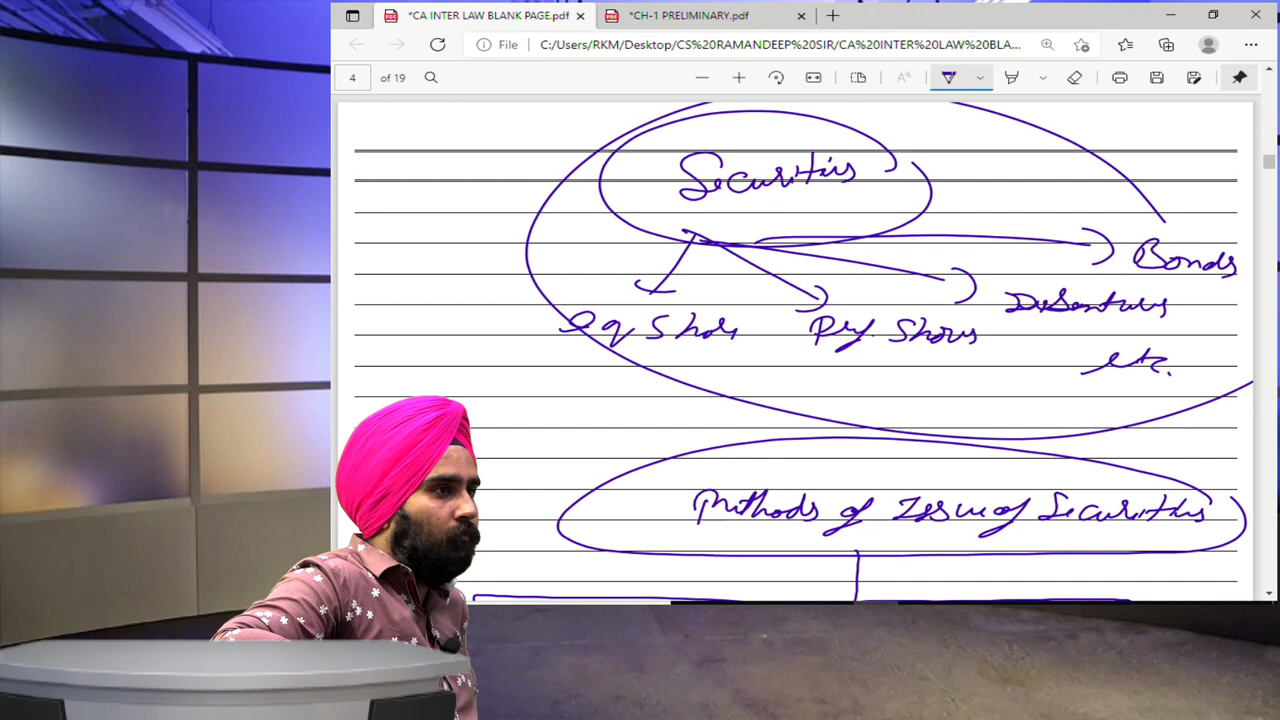 *CA INTER LAW BLANK PAGE.pdf
*CH-1 PRELIMINARY.pdf
File
C:/Users/RKM/Desktop/CS%20RAMANDEEP%20SIR/CA%20INTER%20LAW%20BLA...
4 of 19
Securities
Bonds
Debentures
eq Shares Pref. Shares
etc.
Methods of Issue of Securities